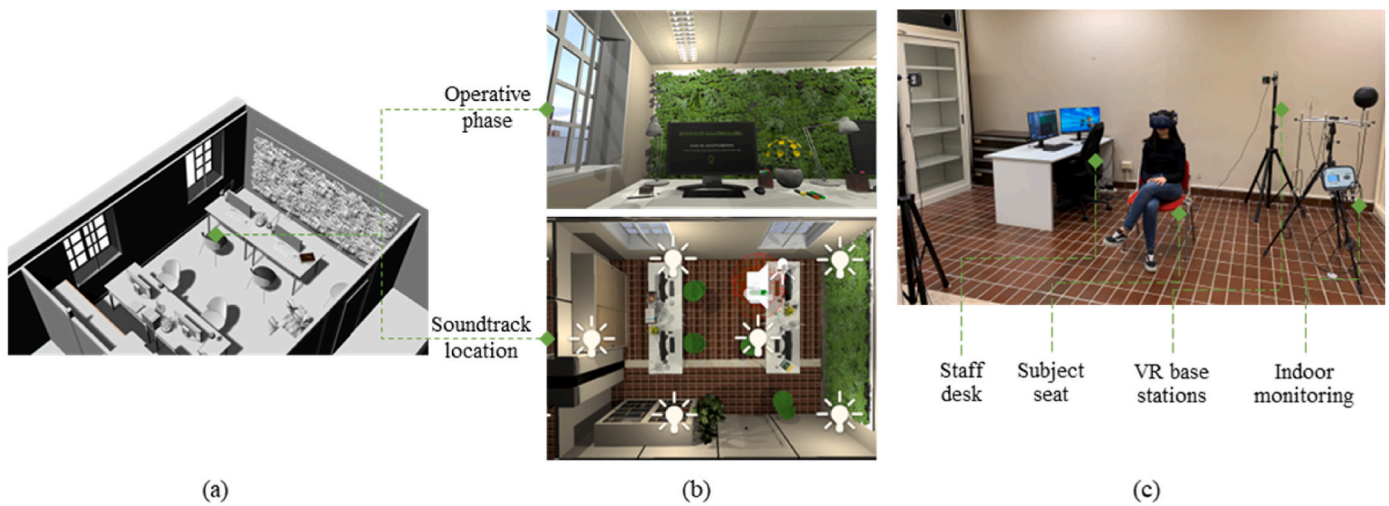 Operative
phase
Soundtrack
location
Staff
desk
Subject
seat
VR base
stations
Indoor
monitoring
(a)
(b)
(c)